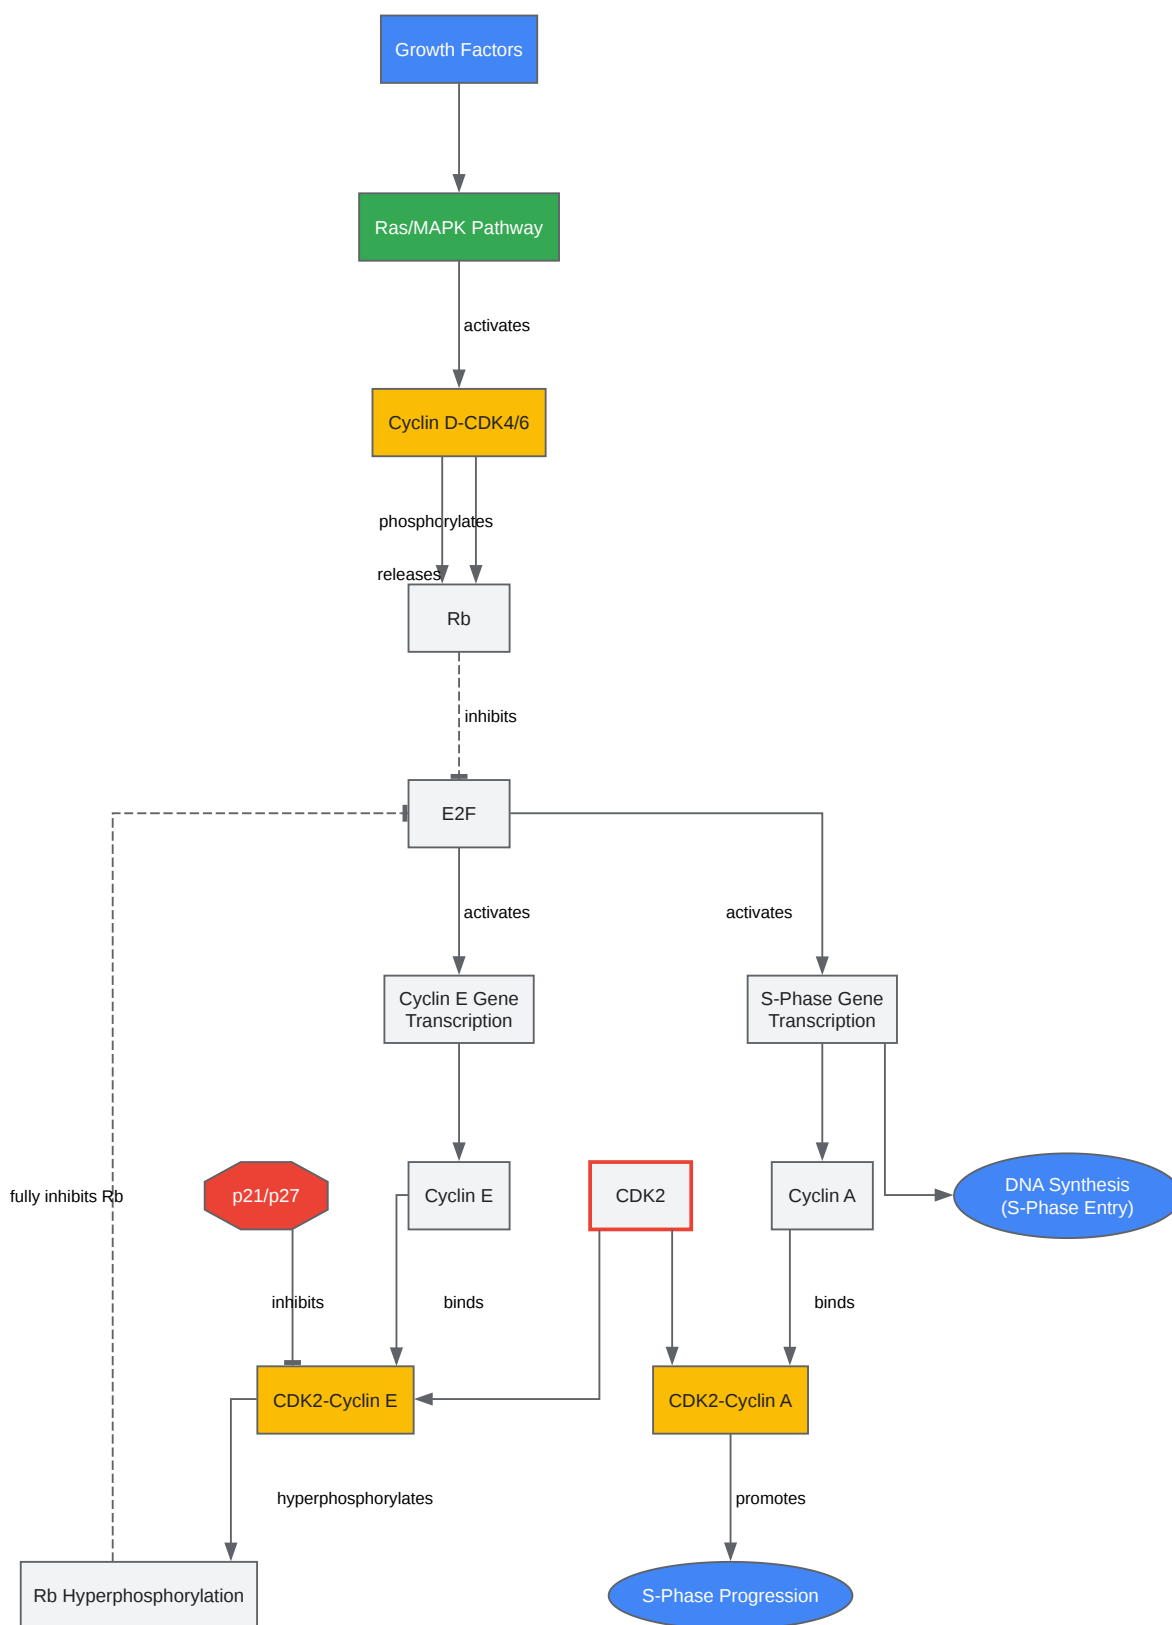 Growth Factors
Ras/MAPK Pathway
activates
Cyclin D-CDK4/6
phosphorylates
releases
Rb
inhibits
E2F
activates
activates
Cyclin E Gene
Transcription
S-Phase Gene
Transcription
fully inhibits Rb
p21/p27
Cyclin E
CDK2
Cyclin A
DNA Synthesis
(S-Phase Entry)
inhibits
binds
binds
CDK2-Cyclin E
CDK2-Cyclin A
hyperphosphorylates
promotes
Rb Hyperphosphorylation
S-Phase Progression